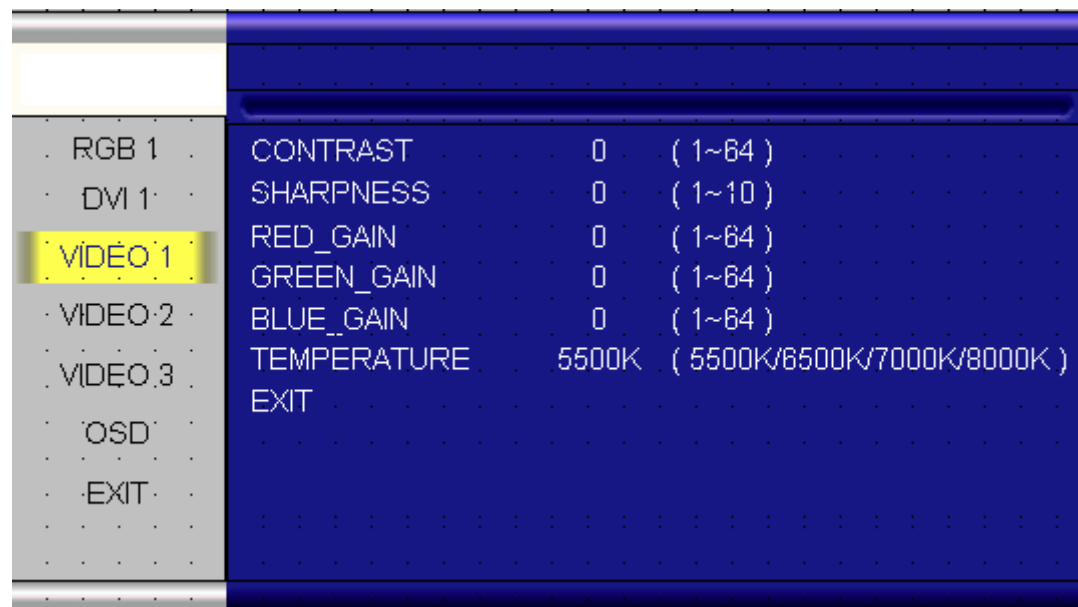 RGB 1
DVI 1
VIDEO 1
VIDEO 2
VIDEO 3
OSD
EXIT
CONTRAST 0 ( 1~64 )
SHARPNESS 0 ( 1~10 )
RED_GAIN 0 ( 1~64 )
GREEN_GAIN 0 ( 1~64 )
BLUE_GAIN 0 ( 1~64 )
TEMPERATURE 5500K ( 5500K/6500K/7000K/8000K )
EXIT